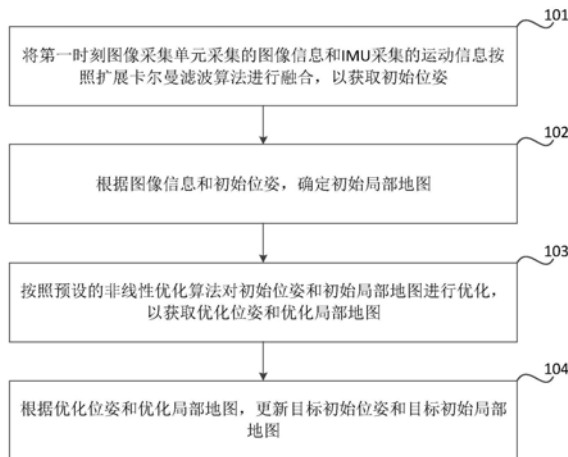 101
将第一时刻图像采集单元采集的图像信息和IMU采集的运动信息按
照扩展卡尔曼滤波算法进行融合，以获取初始位姿
102
根据图像信息和初始位姿，确定初始局部地图
103
按照预设的非线性优化算法对初始位姿和初始局部地图进行优化，
以获取优化位姿和优化局部地图
104
根据优化位姿和优化局部地图，更新目标初始位姿和目标初始局部
地图